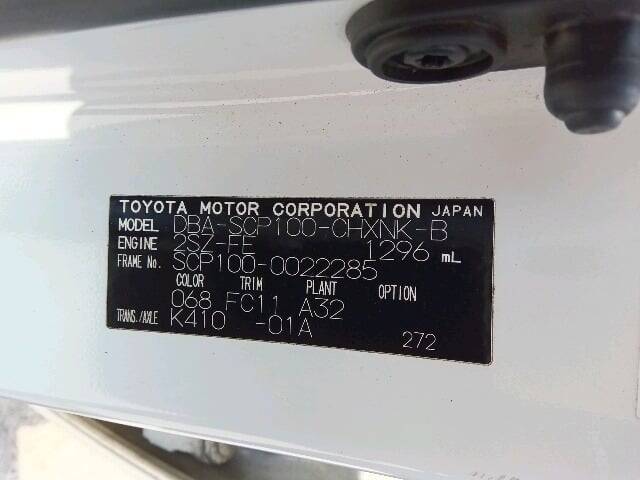 TOYOTA MOTOR CORPORATION JAPAN
MODEL DBA-SCP100-CHXNK-B
ENGINE 2SZ-FE 1296 mL
FRAME No. SCP100-0022285
COLOR TRIM PLANT OPTION
068 FC11 A32
TRANS./AXLE K410 -01A
272